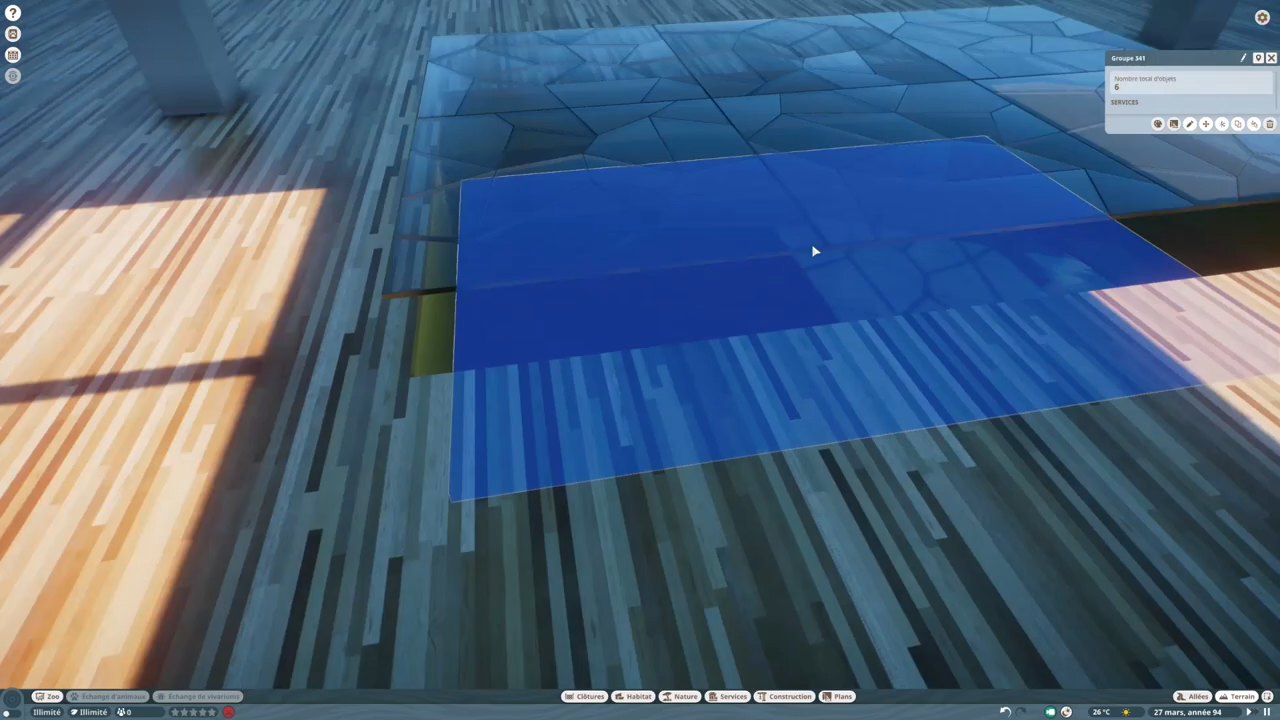 ?
Groupe 341
Nombre total d'objets
6
SERVICES
Zoo
Échange d'animaux
Échange de vivariums
Clôtures
Habitat
Nature
Services
Construction
Plans
Allées
Terrain
Illimité
Illimité
0
26 °C
27 mars, année 94